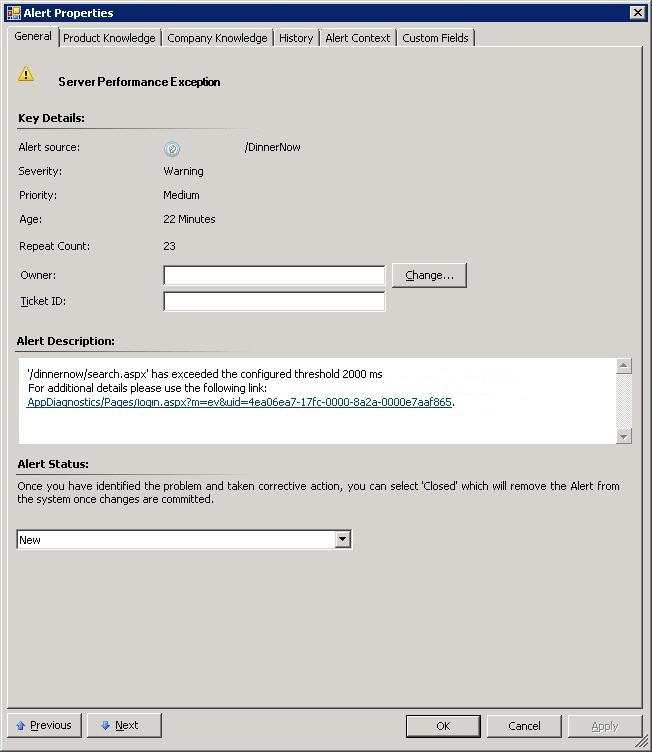 Alert Properties
General Product Knowledge Company Knowledge History Alert Context Custom Fields
Server Performance Exception
Key Details:
Alert source: /DinnerNow
Severity: Warning
Priority: Medium
Age: 22 Minutes
Repeat Count: 23
Owner: Change...
Ticket ID:
Alert Description:
'/dinnernow/search.aspx' has exceeded the configured threshold 2000 ms
For additional details please use the following link:
AppDiagnostics/Pages/login.aspx?m=ev&uid=4ea06ea7-17fc-0000-8a2a-0000e7aaf865.
Alert Status:
Once you have identified the problem and taken corrective action, you can select 'Closed' which will remove the Alert from
the system once changes are committed.
New
Previous Next OK Cancel Apply